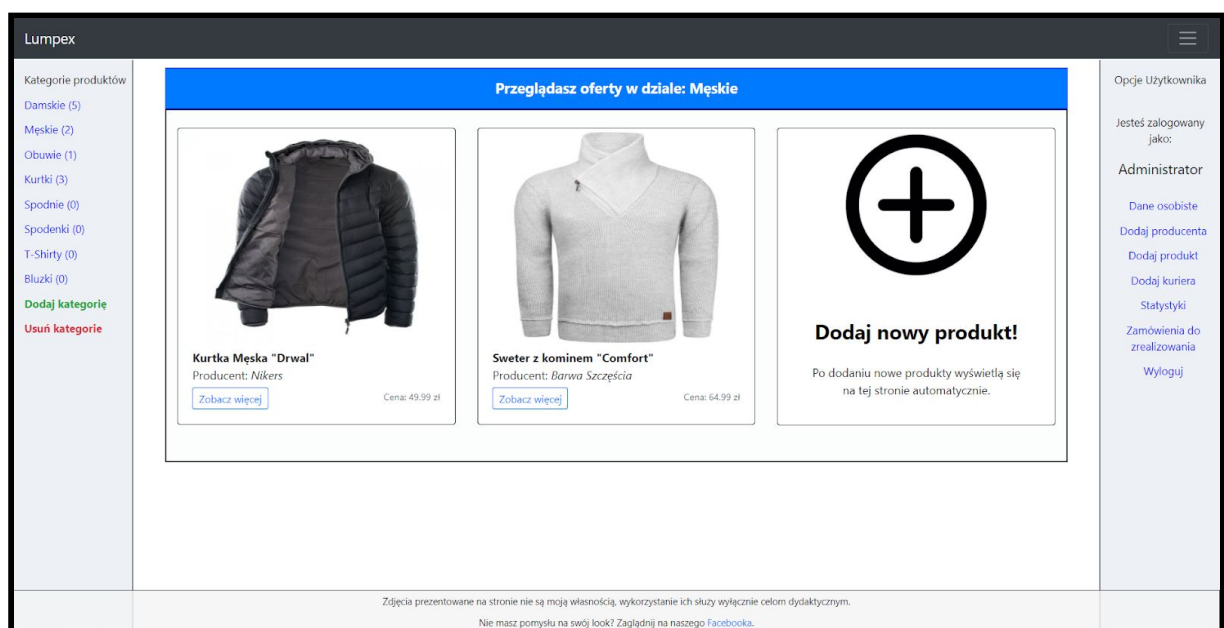 Lumpex
Kategorie produktów
Damskie (5)
Męskie (2)
Obuwie (1)
Kurtki (3)
Spodnie (0)
Spodenki (0)
T-Shirty (0)
Bluzki (0)
Dodaj kategorię
Usuń kategorie
Przeglądasz oferty w dziale: Męskie
Kurtka Męska "Drwal"
Producent: Nikers
Zobacz więcej
Cena: 49.99 zł
Sweter z kominem "Comfort"
Producent: Barwa Szczęścia
Zobacz więcej
Cena: 64.99 zł
Dodaj nowy produkt!
Po dodaniu nowe produkty wyświetlą się
na tej stronie automatycznie.
Opcje Użytkownika
Jesteś zalogowany
jako:
Administrator
Dane osobiste
Dodaj producenta
Dodaj produkt
Dodaj kuriera
Statystyki
Zamówienia do
zrealizowania
Wyloguj
Zdjęcia prezentowane na stronie nie są moją własnością, wykorzystanie ich służy wyłącznie celom dydaktycznym.
Nie masz pomysłu na swój look? Zaglądnij na naszego Facebooka.